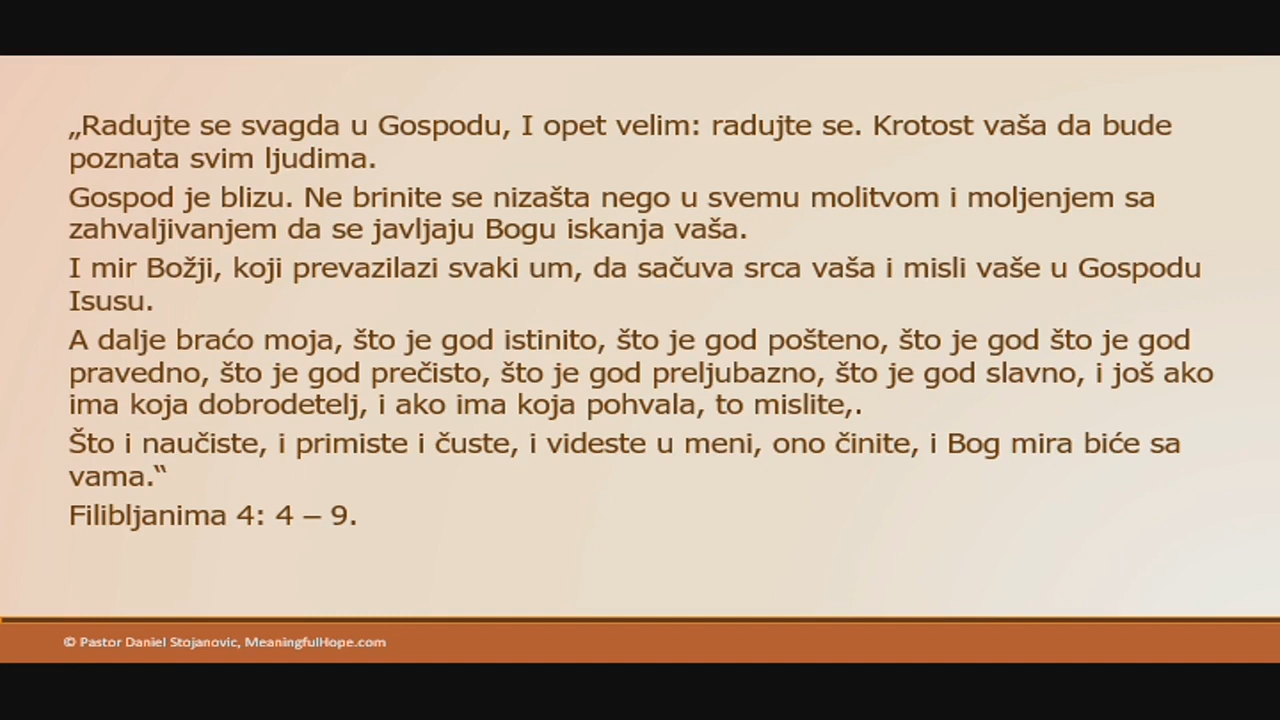 „Radujte se svagda u Gospodu, I opet velim: radujte se. Krotost vaša da bude
poznata svim ljudima.
Gospod je blizu. Ne brinite se nizašta nego u svemu molitvom i moljenjem sa
zahvaljivanjem da se javljaju Bogu iskanja vaša.
I mir Božji, koji prevazilazi svaki um, da sačuva srca vaša i misli vaše u Gospodu
Isusu.
A dalje braćo moja, što je god istinito, što je god pošteno, što je god što je god
pravedno, što je god prečisto, što je god preljubazno, što je god slavno, i još ako
ima koja dobrodetelj, i ako ima koja pohvala, to mislite,.
Što i naučiste, i primiste i čuste, i videste u meni, ono činite, i Bog mira biće sa
vama.“
Filibljanima 4: 4 – 9.
© Pastor Daniel Stojanovic, MeaningfulHope.com